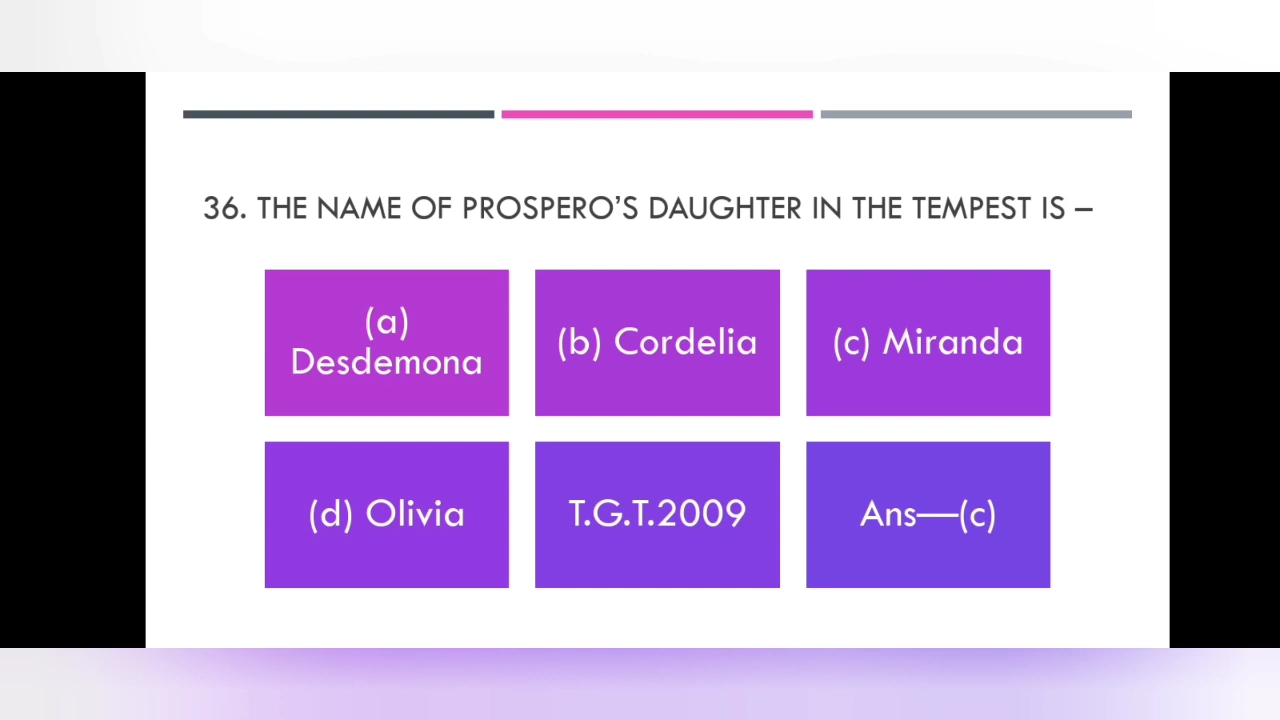 36. THE NAME OF PROSPERO’S DAUGHTER IN THE TEMPEST IS –
(a)
Desdemona
(b) Cordelia
(c) Miranda
(d) Olivia
T.G.T.2009
Ans—(c)